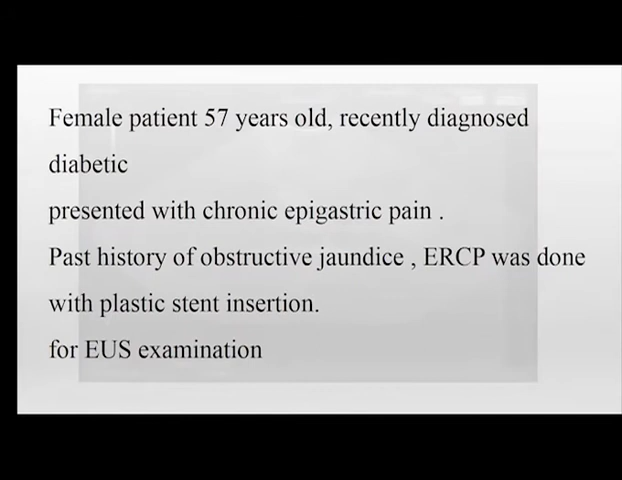 Female patient 57 years old, recently diagnosed
diabetic
presented with chronic epigastric pain .
Past history of obstructive jaundice , ERCP was done
with plastic stent insertion.
for EUS examination